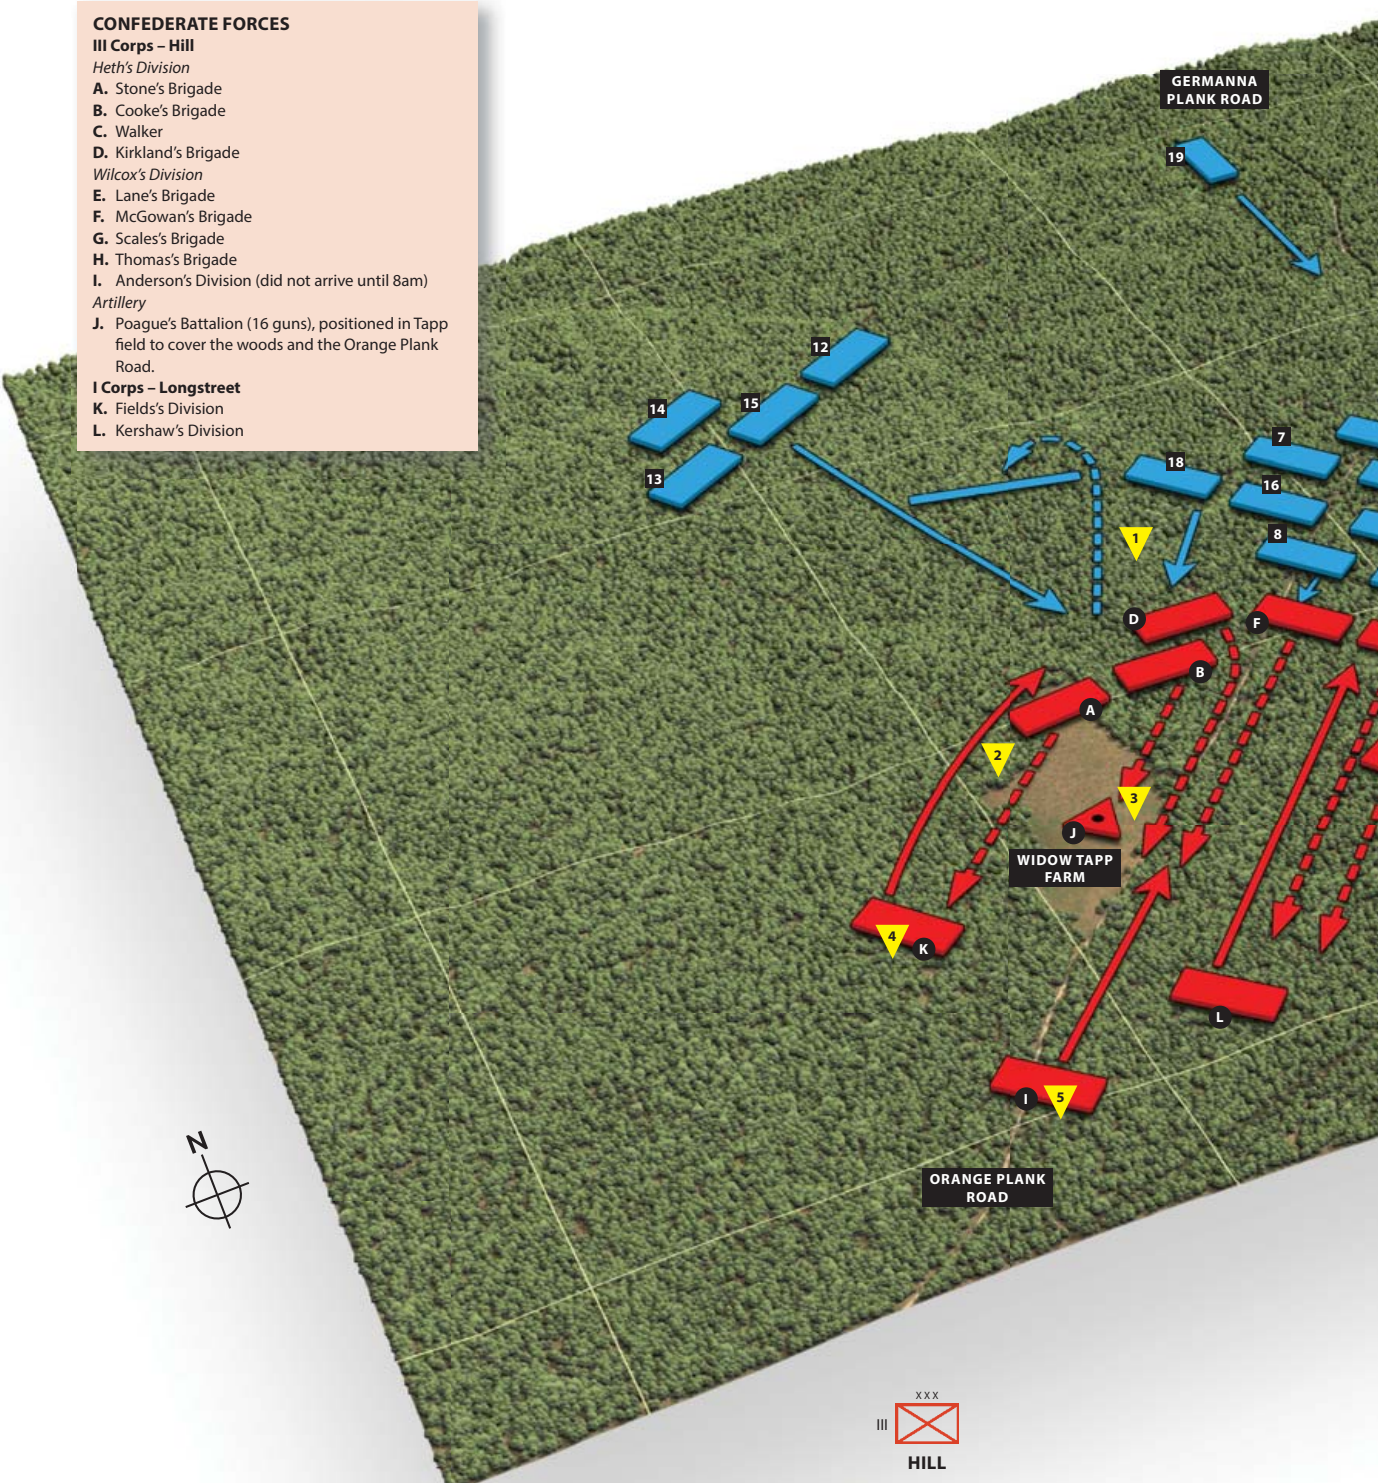 CONFEDERATE FORCES
III Corps – Hill
Heth's Division
A. Stone's Brigade
B. Cooke's Brigade
C. Walker
D. Kirkland's Brigade
Wilcox's Division
E. Lane's Brigade
F. McGowan's Brigade
G. Scales's Brigade
H. Thomas's Brigade
I. Anderson's Division (did not arrive until 8am)
Artillery
J. Poague's Battalion (16 guns), positioned in Tapp
field to cover the woods and the Orange Plank
Road.
I Corps – Longstreet
K. Fields's Division
L. Kershaw's Division
GERMANNA
PLANK ROAD
19
12
14
15
13
7
18
16
8
1
D
F
B
A
2
3
J
WIDOW TAPP
FARM
4
K
L
I
5
N
ORANGE PLANK
ROAD
XXX
III
HILL